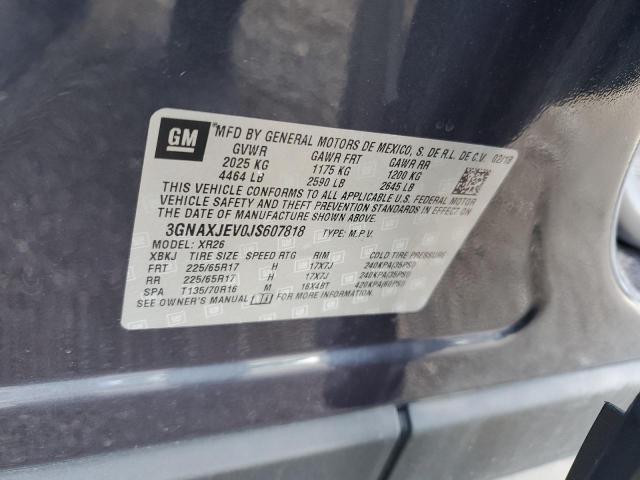 GM
MFD BY GENERAL MOTORS DE MEXICO, S. DE R.L. DE C.V. 02/18
GVWR GAWR FRT GAWR RR
2025 KG 1175 KG 1200 KG
4464 LB 2590 LB 2645 LB
THIS VEHICLE CONFORMS TO ALL APPLICABLE U.S. FEDERAL MOTOR
VEHICLE SAFETY AND THEFT PREVENTION STANDARDS IN EFFECT ON
THE DATE OF MANUFACTURE SHOWN ABOVE.
3GNAXJEV0JS607818 TYPE: M.P.V.
MODEL: XR26
XBKJ TIRE SIZE SPEED RTG RIM COLD TIRE PRESSURE
FRT 225/65R17 H 17X7J 240KPA(35PSI)
RR 225/65R17 H 17X7J 240KPA(35PSI)
SPA T135/70R16 M 16X4BT 420KPA(60PSI)
SEE OWNER'S MANUAL